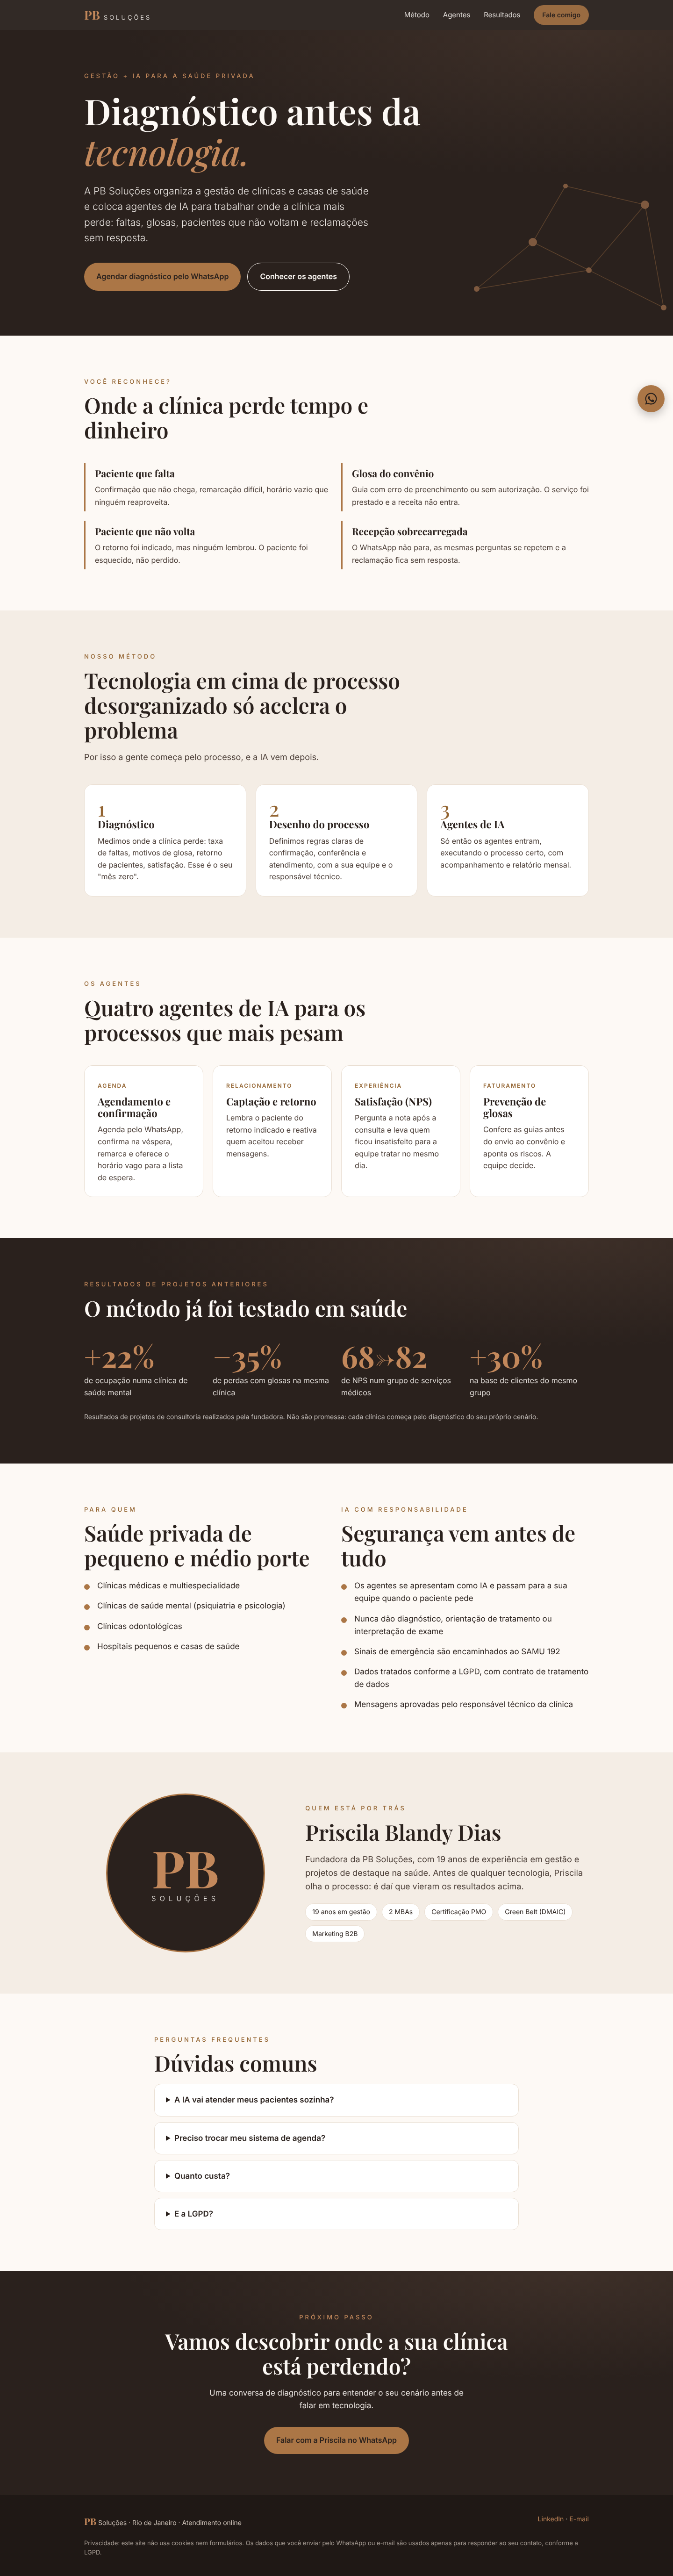 PB SOLUÇÕES
Método Agentes Resultados Fale comigo
GESTÃO + IA PARA A SAÚDE PRIVADA
Diagnóstico antes da
tecnologia.
A PB Soluções organiza a gestão de clínicas e casas de saúde
e coloca agentes de IA para trabalhar onde a clínica mais
perde: faltas, glosas, pacientes que não voltam e reclamações
sem resposta.
Agendar diagnóstico pelo WhatsApp
Conhecer os agentes
VOCÊ RECONHECE?
Onde a clínica perde tempo e
dinheiro
Paciente que falta
Confirmação que não chega, remarcação difícil, horário vazio que
ninguém reaproveita.
Glosa do convênio
Guia com erro de preenchimento ou sem autorização. O serviço foi
prestado e a receita não entra.
Paciente que não volta
O retorno foi indicado, mas ninguém lembrou. O paciente foi
esquecido, não perdido.
Recepção sobrecarregada
O WhatsApp não para, as mesmas perguntas se repetem e a
reclamação fica sem resposta.
NOSSO MÉTODO
Tecnologia em cima de processo
desorganizado só acelera o
problema
Por isso a gente começa pelo processo, e a IA vem depois.
1
Diagnóstico
Medimos onde a clínica perde: taxa
de faltas, motivos de glosa, retorno
de pacientes, satisfação. Esse é o seu
"mês zero".
2
Desenho do processo
Definimos regras claras de
confirmação, conferência e
atendimento, com a sua equipe e o
responsável técnico.
3
Agentes de IA
Só então os agentes entram,
executando o processo certo, com
acompanhamento e relatório mensal.
OS AGENTES
Quatro agentes de IA para os
processos que mais pesam
AGENDA
Agendamento e
confirmação
Agenda pelo WhatsApp,
confirma na véspera,
remarca e oferece o
horário vago para a lista
de espera.
RELACIONAMENTO
Captação e retorno
Lembra o paciente do
retorno indicado e reativa
quem aceitou receber
mensagens.
EXPERIÊNCIA
Satisfação (NPS)
Pergunta a nota após a
consulta e leva quem
ficou insatisfeito para a
equipe tratar no mesmo
dia.
FATURAMENTO
Prevenção de
glosas
Confere as guias antes
do envio ao convênio e
aponta os riscos. A
equipe decide.
RESULTADOS DE PROJETOS ANTERIORES
O método já foi testado em saúde
+22%
de ocupação numa clínica de
saúde mental
−35%
de perdas com glosas na mesma
clínica
68→82
de NPS num grupo de serviços
médicos
+30%
na base de clientes do mesmo
grupo
Resultados de projetos de consultoria realizados pela fundadora. Não são promessa: cada clínica começa pelo diagnóstico do seu próprio cenário.
PARA QUEM
Saúde privada de
pequeno e médio porte
Clínicas médicas e multiespecialidade
Clínicas de saúde mental (psiquiatria e psicologia)
Clínicas odontológicas
Hospitais pequenos e casas de saúde
IA COM RESPONSABILIDADE
Segurança vem antes de
tudo
Os agentes se apresentam como IA e passam para a sua
equipe quando o paciente pede
Nunca dão diagnóstico, orientação de tratamento ou
interpretação de exame
Sinais de emergência são encaminhados ao SAMU 192
Dados tratados conforme a LGPD, com contrato de tratamento
de dados
Mensagens aprovadas pelo responsável técnico da clínica
PB
SOLUÇÕES
QUEM ESTÁ POR TRÁS
Priscila Blandy Dias
Fundadora da PB Soluções, com 19 anos de experiência em gestão e
projetos de destaque na saúde. Antes de qualquer tecnologia, Priscila
olha o processo: é daí que vieram os resultados acima.
19 anos em gestão
2 MBAs
Certificação PMO
Green Belt (DMAIC)
Marketing B2B
PERGUNTAS FREQUENTES
Dúvidas comuns
A IA vai atender meus pacientes sozinha?
Preciso trocar meu sistema de agenda?
Quanto custa?
E a LGPD?
PRÓXIMO PASSO
Vamos descobrir onde a sua clínica
está perdendo?
Uma conversa de diagnóstico para entender o seu cenário antes de
falar em tecnologia.
Falar com a Priscila no WhatsApp
PB Soluções · Rio de Janeiro · Atendimento online
LinkedIn · E-mail
Privacidade: este site não usa cookies nem formulários. Os dados que você enviar pelo WhatsApp ou e-mail são usados apenas para responder ao seu contato, conforme a
LGPD.